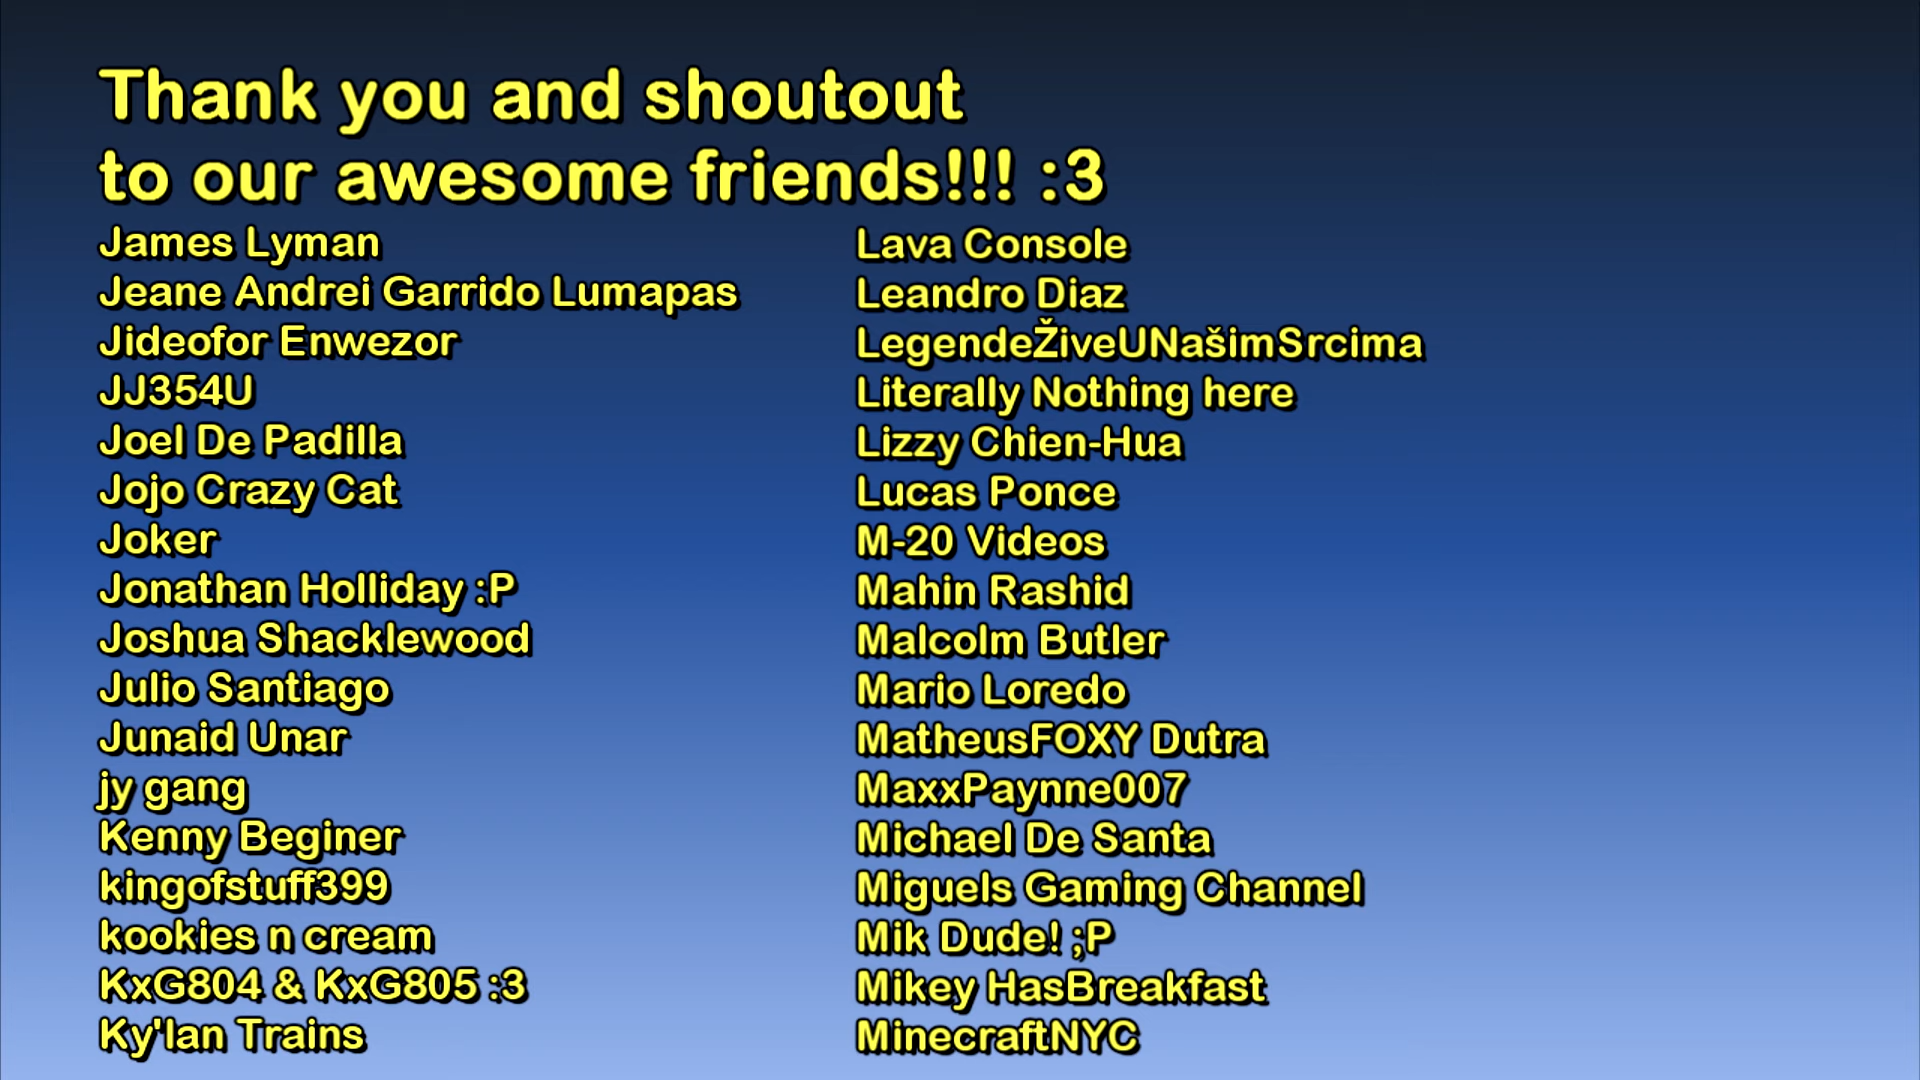 Thank you and shoutout
to our awesome friends!!! :3
James Lyman
Jeane Andrei Garrido Lumapas
Jideofor Enwezor
JJ354U
Joel De Padilla
Jojo Crazy Cat
Joker
Jonathan Holliday :P
Joshua Shacklewood
Julio Santiago
Junaid Unar
jy gang
Kenny Beginer
kingofstuff399
kookies n cream
KxG804 & KxG805 :3
Ky'lan Trains
Lava Console
Leandro Diaz
LegendeŽiveUNašimSrcima
Literally Nothing here
Lizzy Chien-Hua
Lucas Ponce
M-20 Videos
Mahin Rashid
Malcolm Butler
Mario Loredo
MatheusFOXY Dutra
MaxxPaynne007
Michael De Santa
Miguels Gaming Channel
Mik Dude! ;P
Mikey HasBreakfast
MinecraftNYC